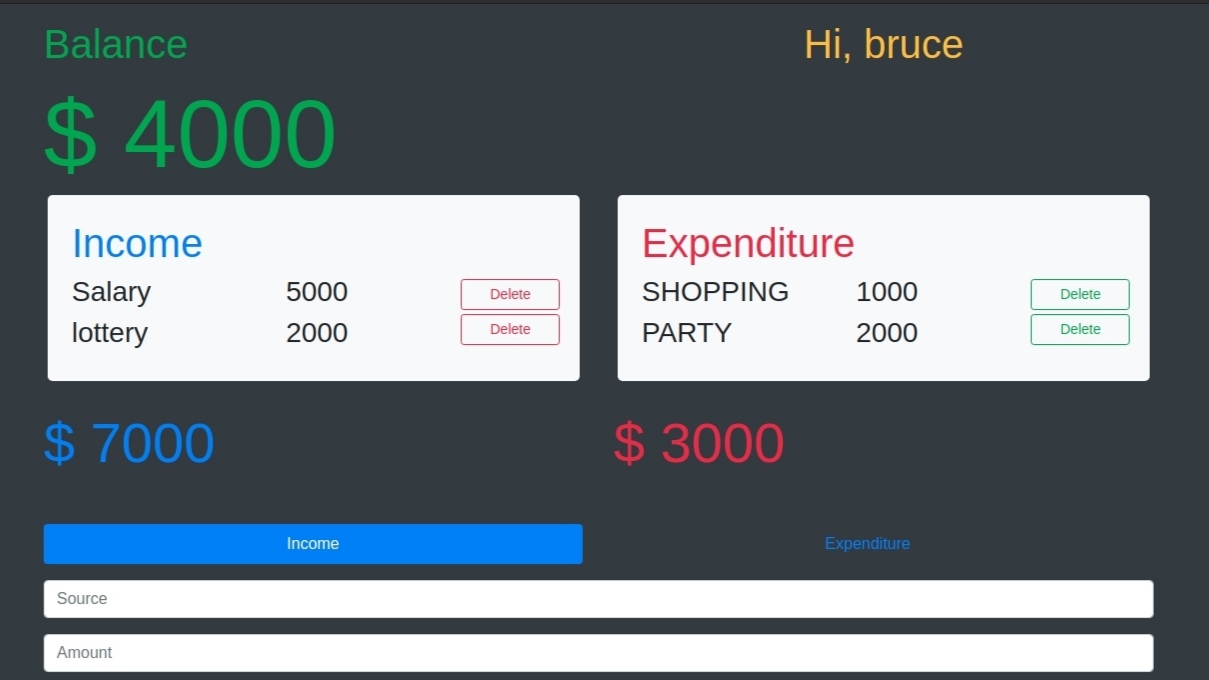 Balance
Hi, bruce
$ 4000
Income
Salary 5000 Delete
lottery 2000 Delete
Expenditure
SHOPPING 1000 Delete
PARTY 2000 Delete
$ 7000
$ 3000
Income
Expenditure
Source
Amount